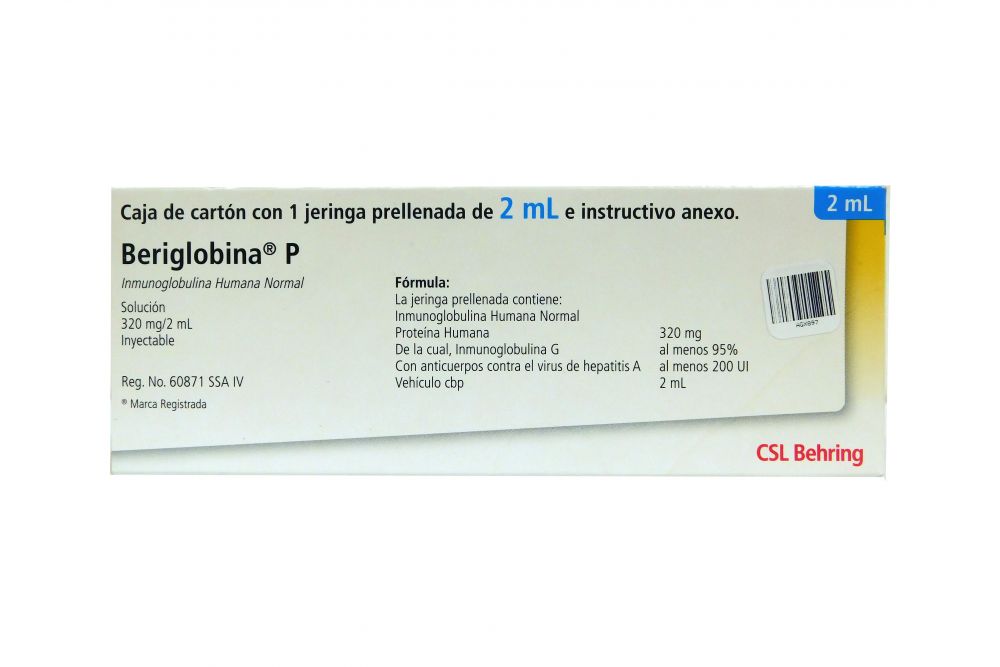 Caja de cartón con 1 jeringa prellenada de 2 mL e instructivo anexo.
2 mL
Beriglobina® P
Inmunoglobulina Humana Normal
Solución
320 mg/2 mL
Inyectable
Reg. No. 60871 SSA IV
® Marca Registrada
Fórmula:
La jeringa prellenada contiene:
Inmunoglobulina Humana Normal
Proteína Humana 320 mg
De la cual, Inmunoglobulina G al menos 95%
Con anticuerpos contra el virus de hepatitis A al menos 200 UI
Vehículo cbp 2 mL
CSL Behring